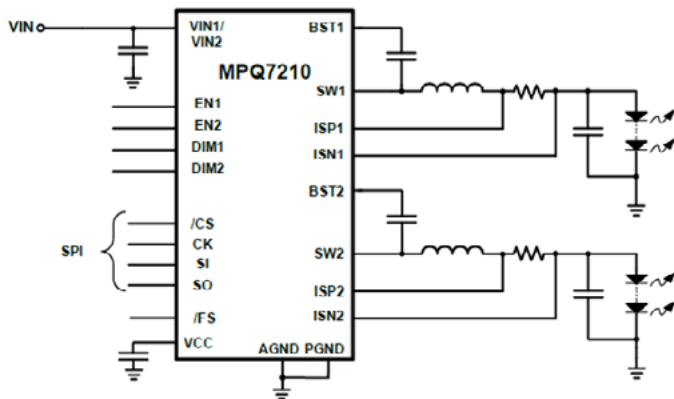 VIN
VIN1/
VIN2
BST1
MPQ7210
SW1
EN1
EN2
ISP1
DIM1
ISN1
DIM2
BST2
/CS
SPI
CK
SW2
SI
SO
ISP2
/FS
ISN2
VCC
AGND PGND